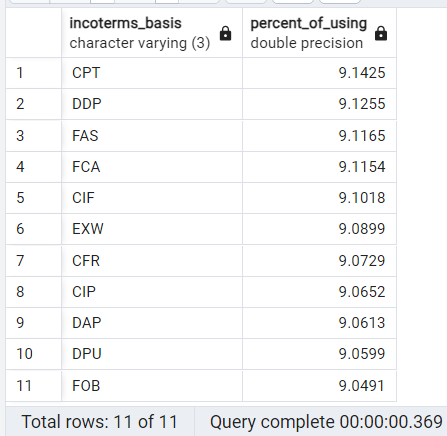 incoterms_basis percent_of_using
character varying (3) double precision
1 CPT 9.1425
2 DDP 9.1255
3 FAS 9.1165
4 FCA 9.1154
5 CIF 9.1018
6 EXW 9.0899
7 CFR 9.0729
8 CIP 9.0652
9 DAP 9.0613
10 DPU 9.0599
11 FOB 9.0491
Total rows: 11 of 11 Query complete 00:00:00.369